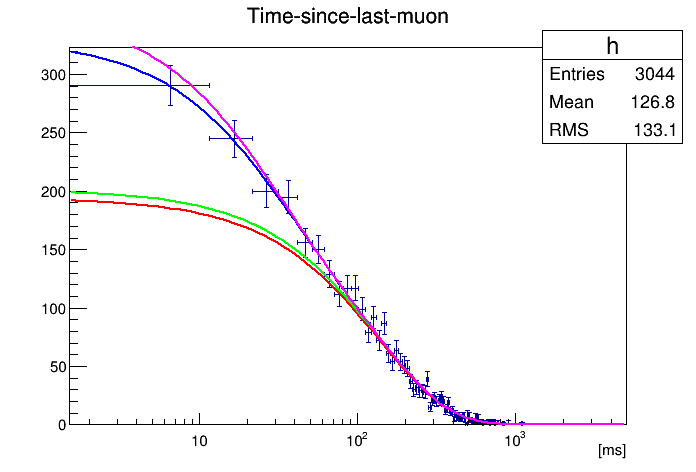 Time-since-last-muon
h
Entries 3044
Mean 126.8
RMS 133.1
300
250
200
150
100
50
0
10 10² 10³
[ms]